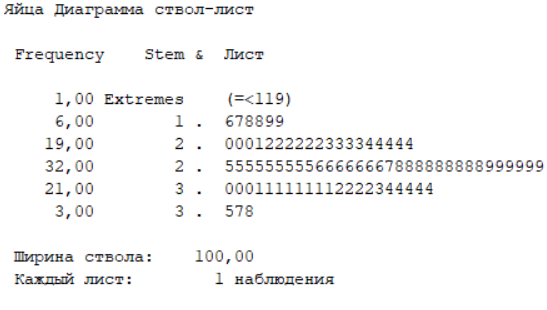 Яйца Диаграмма ствол-лист
Frequency Stem & Лист
1,00 Extremes (=<119)
6,00 1 . 678899
19,00 2 . 0001222222333344444
32,00 2 . 55555555556666666788888888999999
21,00 3 . 000111111112222344444
3,00 3 . 578
Ширина ствола: 100,00
Каждый лист: 1 наблюдения